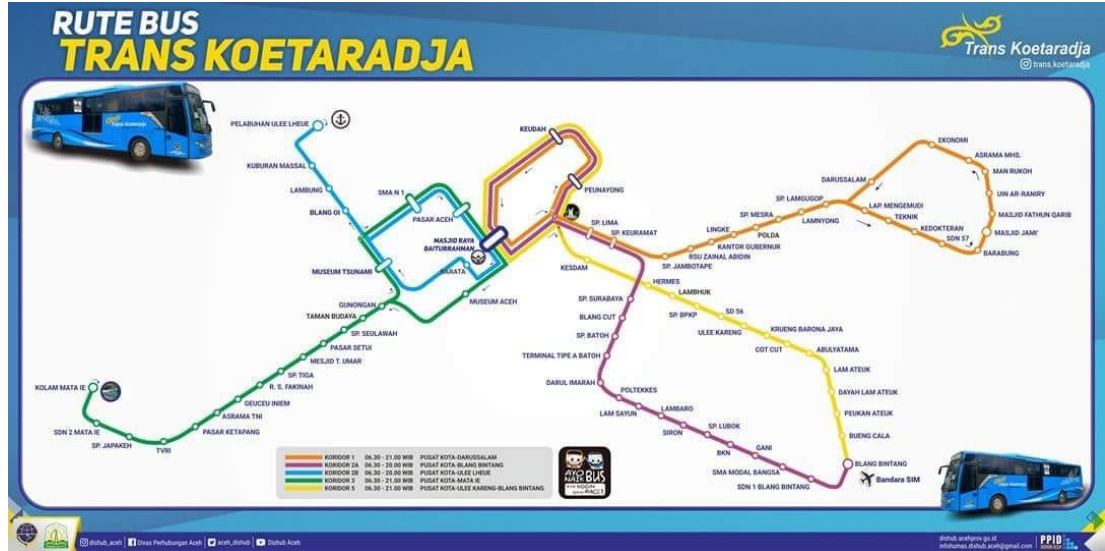 RUTE BUS
TRANS KOETARADJA
Trans Koetaradja
trans.koetaradja
PELABUHAN ULEE LHEUE
KUBURAN MASSAL
LAMBUNG
BLANG OI
SMA N 1
PASAR ACEH
MASJID RAYA
BAITURRAHMAN
BARATA
MUSEUM TSUNAMI
MUSEUM ACEH
GUNONGAN
TAMAN BUDAYA
SP. SEULAWAH
PASAR SETUI
MESJID T. UMAR
SP. TIGA
R. S. FAKINAH
GEUCEU INIEM
ASRAMA TNI
PASAR KETAPANG
TVRI
SP. JAPAKEH
SDN 2 MATA IE
KOLAM MATA IE
KEUDAH
PEUNAYONG
SP. LIMA
SP. KEURAMAT
SP. JAMBOTAPE
RSU ZAINAL ABIDIN
KANTOR GUBERNUR
LINGKE
POLDA
SP. MESRA
LAMNYONG
SP. LAMGUGOP
DARUSSALAM
EKONOMI
ASRAMA MHS.
MAN RUKOH
UIN AR-RANIRY
MASJID FATHUN QARIB
MASJID JAMI'
BARABUNG
SDN 57
KEDOKTERAN
TEKNIK
LAP. MENGEMUDI
KESDAM
HERMES
LAMBHUK
SP. BPKP
SD 56
ULEE KARENG
KRUENG BARONA JAYA
COT CUT
ABULYATAMA
LAM ATEUK
DAYAH LAM ATEUK
PEUKAN ATEUK
BUENG CALA
BLANG BINTANG
Bandara SIM
SP. SURABAYA
BLANG CUT
SP. BATOH
TERMINAL TIPE A BATOH
DARUL IMARAH
POLTEKKES
LAM SAYUN
LAMBARO
SIRON
SP. LUBOK
BKN
GANI
SMA MODAL BANGSA
SDN 1 BLANG BINTANG
KORIDOR 1 06.30 - 21.00 WIB PUSAT KOTA-DARUSSALAM
KORIDOR 2A 06.30 - 20.00 WIB PUSAT KOTA-BLANG BINTANG
KORIDOR 2B 06.30 - 20.00 WIB PUSAT KOTA-ULEE LHEUE
KORIDOR 3 06.30 - 21.00 WIB PUSAT KOTA-MATA IE
KORIDOR 5 06.30 - 21.00 WIB PUSAT KOTA-ULEE KARENG-BLANG BINTANG
AYO
NAIK BUS
dishub_aceh
Dinas Perhubungan Aceh
aceh_dishub
Dishub Aceh
dishub.acehprov.go.id
infohumas.dishub.aceh@gmail.com
PPID